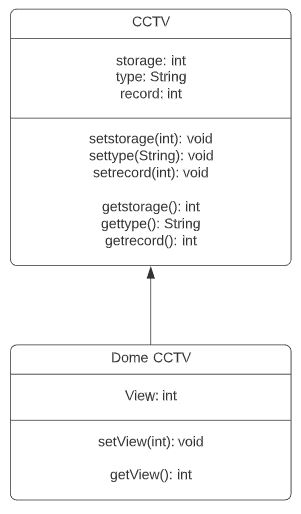 CCTV
storage: int
type: String
record: int
setstorage(int): void
settype(String): void
setrecord(int): void
getstorage(): int
gettype(): String
getrecord(): int
Dome CCTV
View: int
setView(int): void
getView(): int